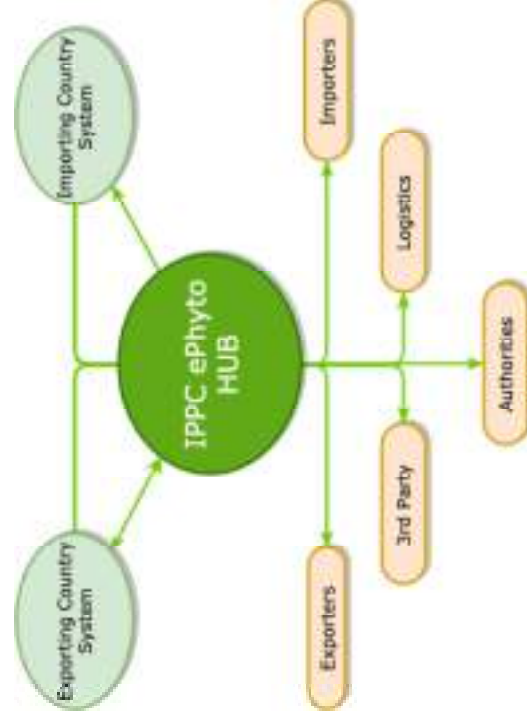 Exporting Country
System
Importing Country
System
IPPC ePhyto
HUB
Exporters
Importers
3rd Party
Logistics
Authorities